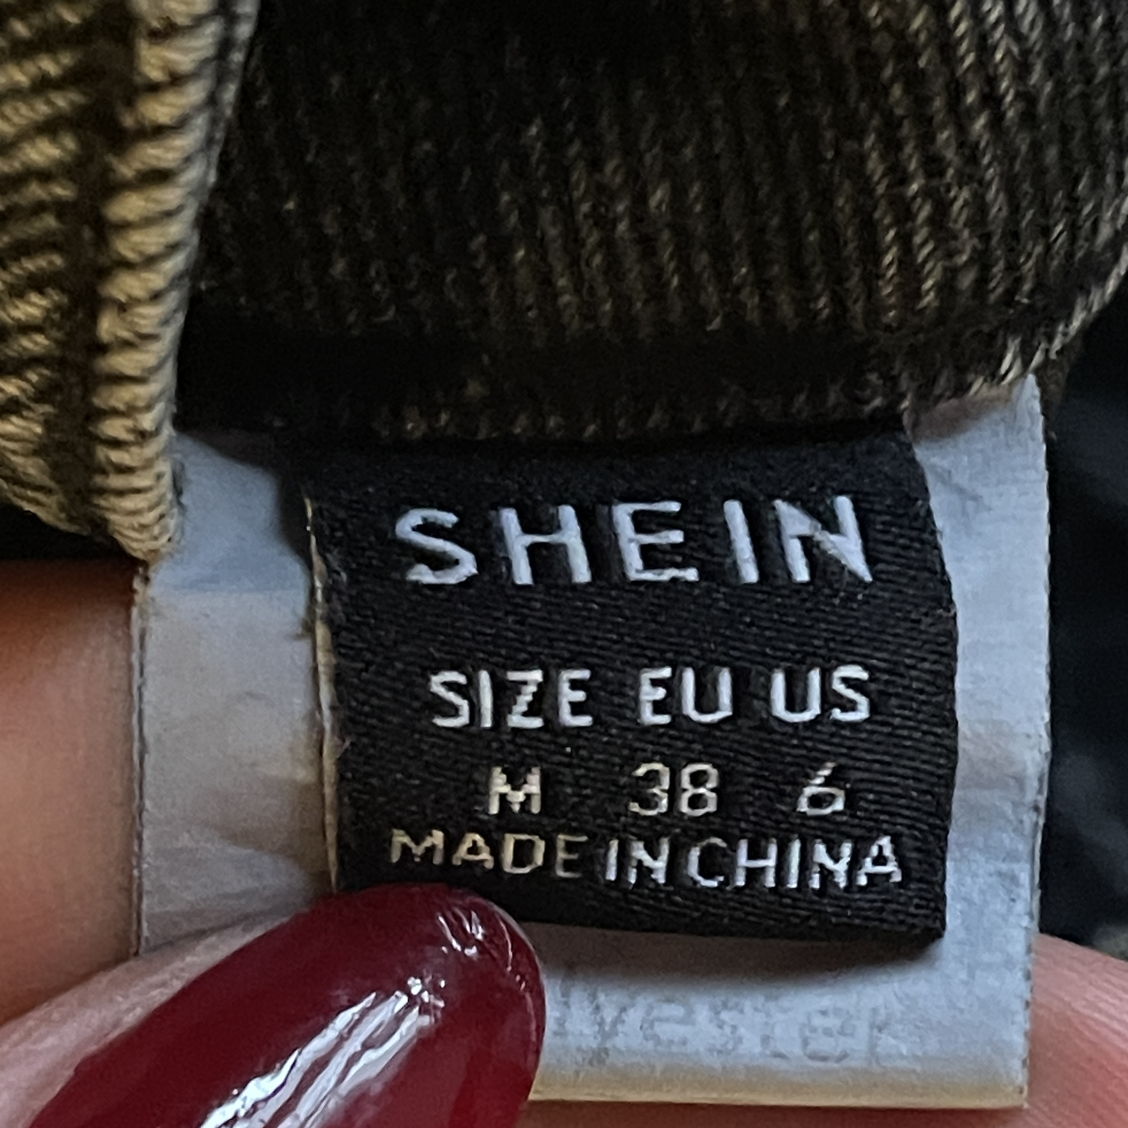 SHEIN
SIZE EU US
M 38 6
MADE IN CHINA